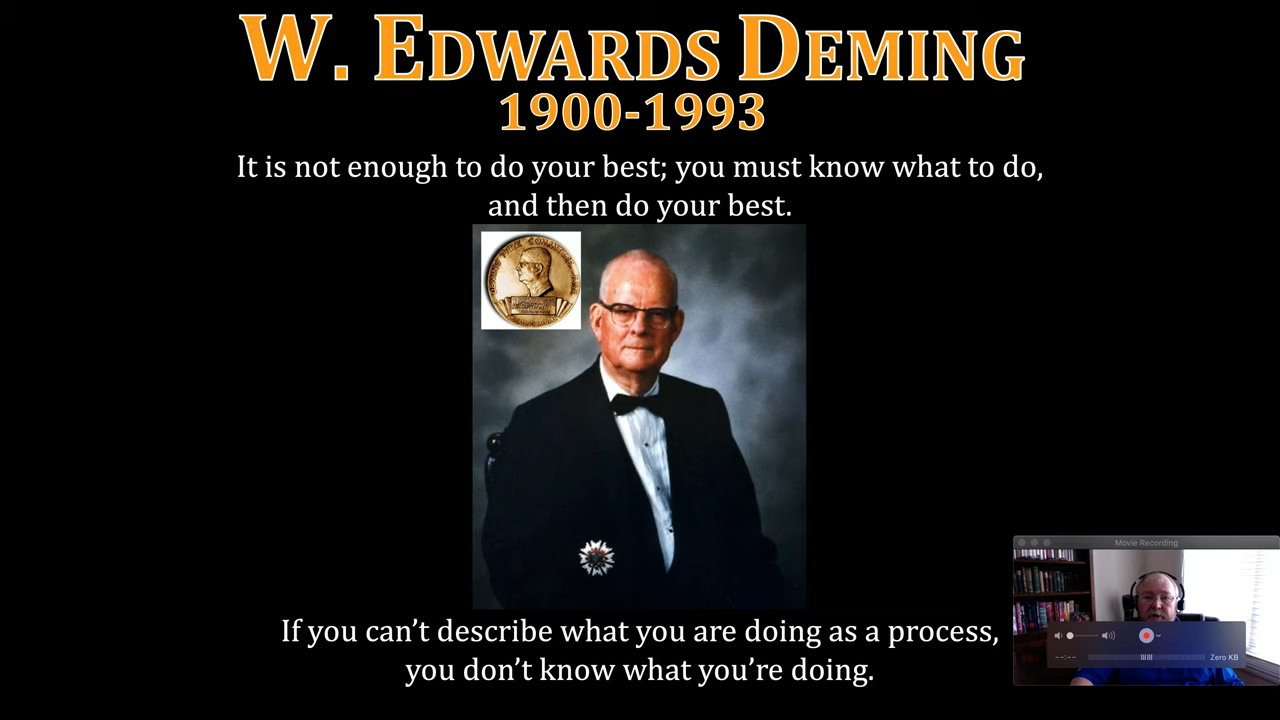 W. EDWARDS DEMING
1900-1993
It is not enough to do your best; you must know what to do,
and then do your best.
If you can’t describe what you are doing as a process,
you don’t know what you’re doing.
Movie Recording
--:--
Zero KB